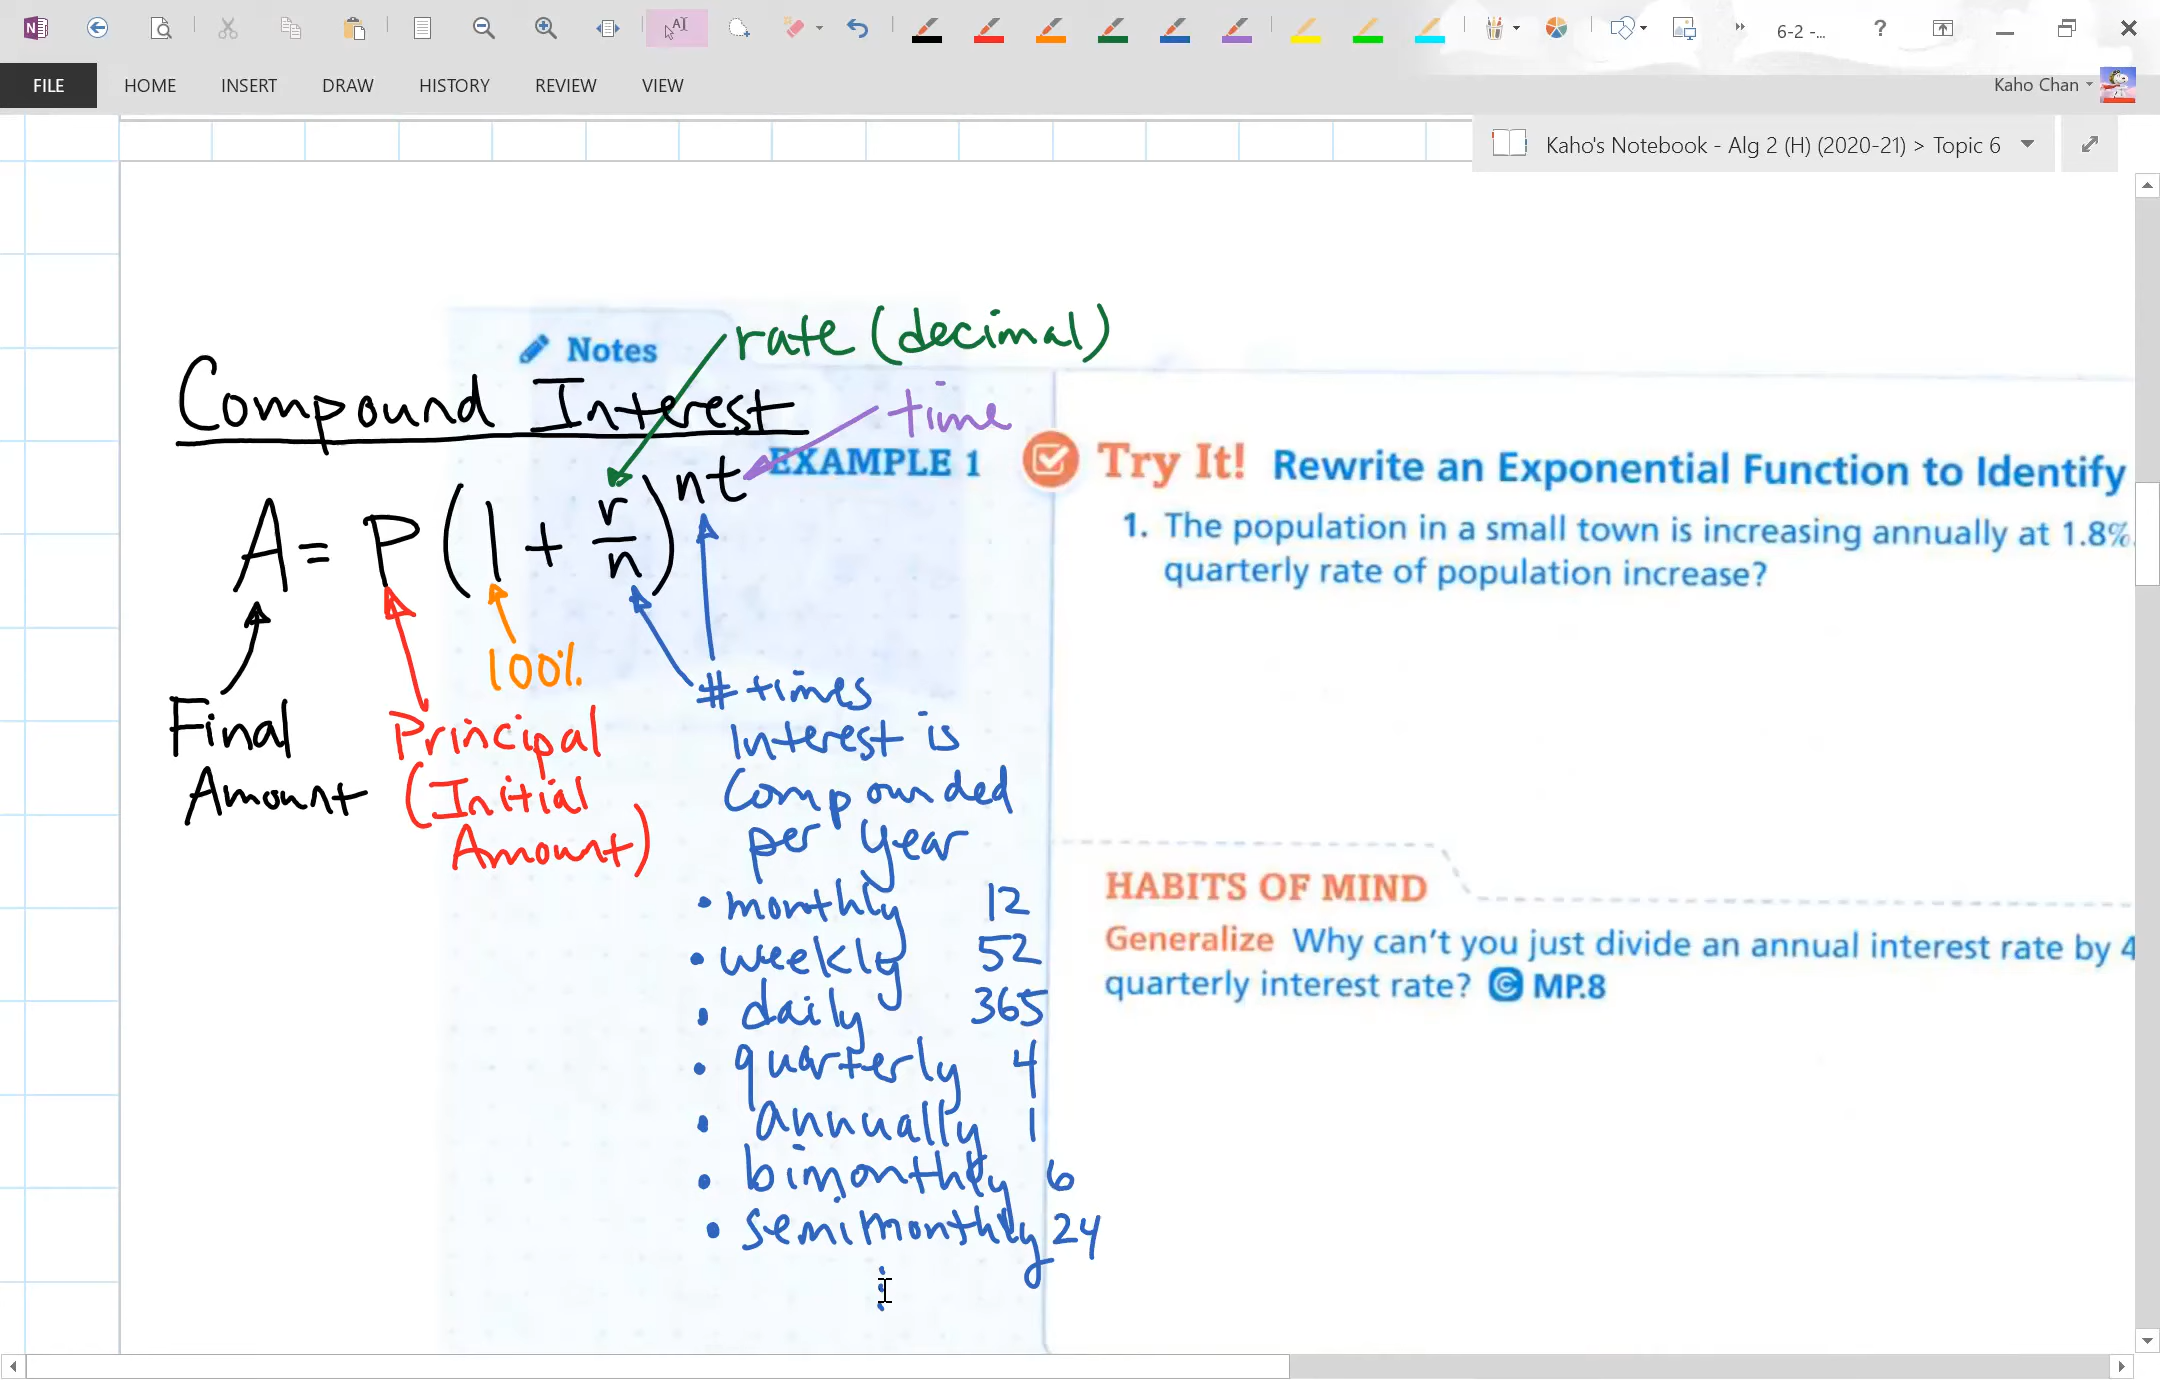 6-2 -...
?
FILE HOME INSERT DRAW HISTORY REVIEW VIEW
Kaho Chan
Kaho's Notebook - Alg 2 (H) (2020-21) > Topic 6
Notes
rate (decimal)
Compound Interest
time
EXAMPLE 1
A = P (1 + r/n)^nt
100%
Final
Amount
Principal
(Initial
Amount)
# times
Interest is
Compounded
per year
• monthly 12
• weekly 52
• daily 365
• quarterly 4
• annually 1
• bimonthly 6
• semimonthly 24
Try It! Rewrite an Exponential Function to Identify
1. The population in a small town is increasing annually at 1.8%
quarterly rate of population increase?
HABITS OF MIND
Generalize Why can't you just divide an annual interest rate by 4
quarterly interest rate? MP.8